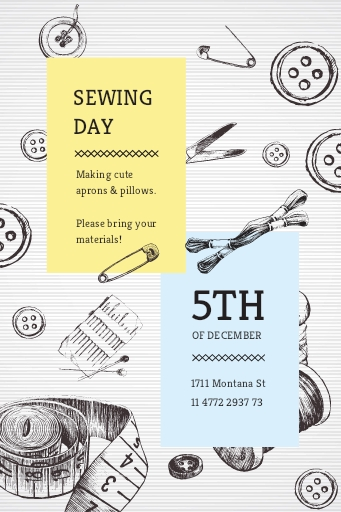 SEWING
DAY
Making cute
aprons & pillows.
Please bring your
materials!
5TH
OF DECEMBER
1711 Montana St
11 4772 2937 73